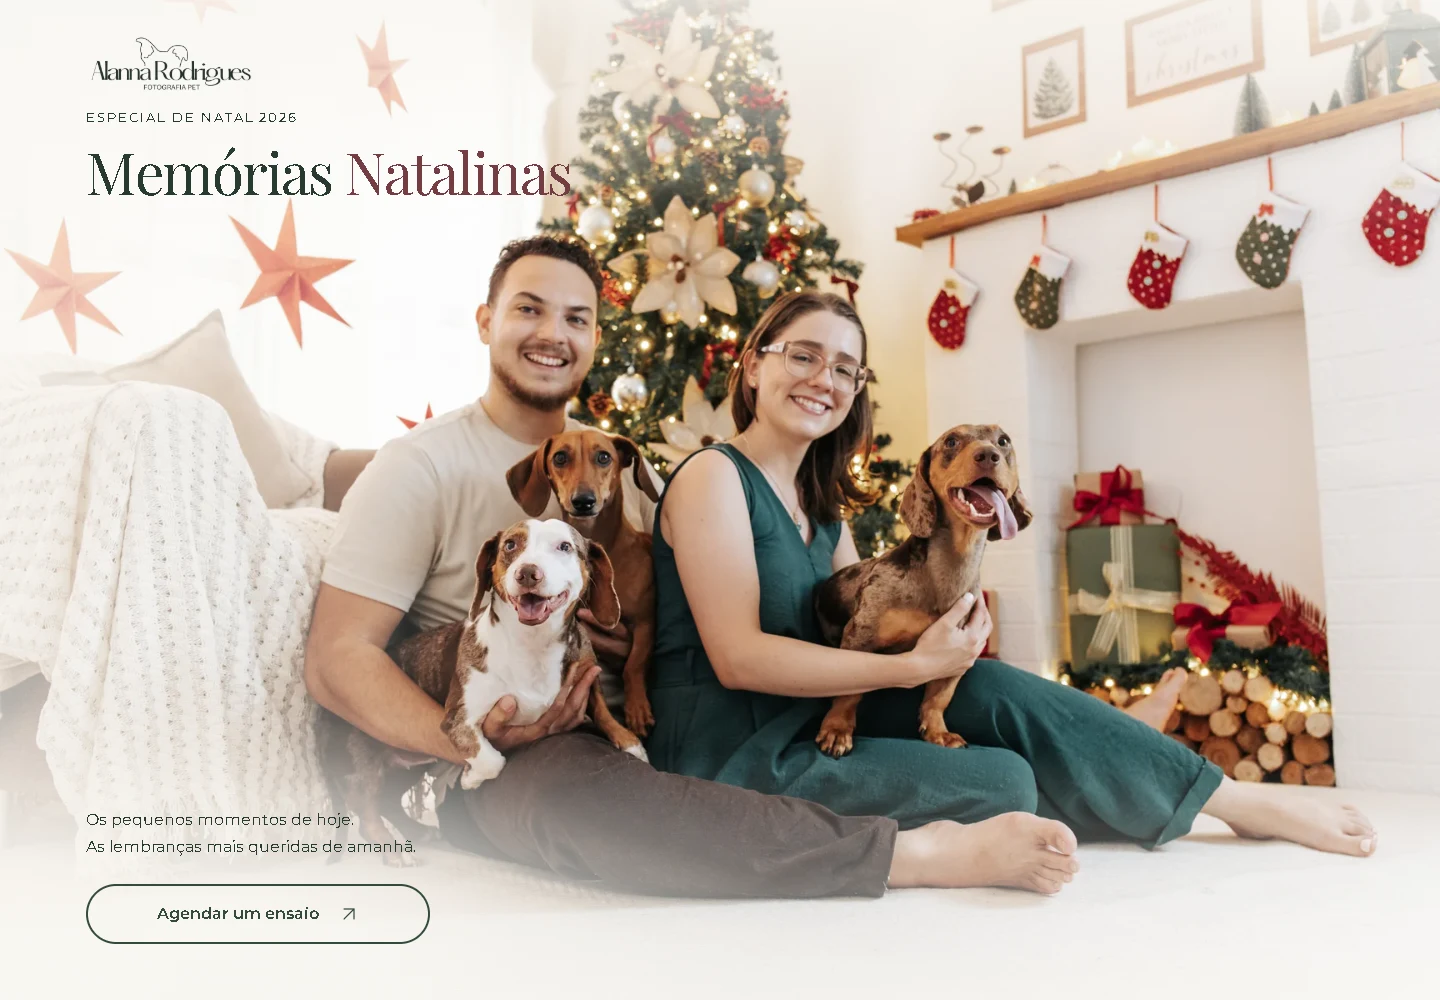 Alanna Rodrigues
FOTOGRAFIA PET
ESPECIAL DE NATAL 2026
Memórias Natalinas
christmas
Os pequenos momentos de hoje.
As lembranças mais queridas de amanhã.
Agendar um ensaio